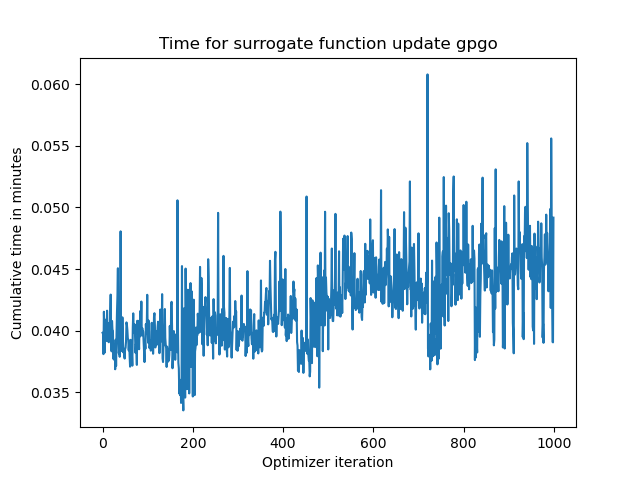 Time for surrogate function update gpgo
Cumulative time in minutes
0.060
0.055
0.050
0.045
0.040
0.035
0 200 400 600 800 1000
Optimizer iteration